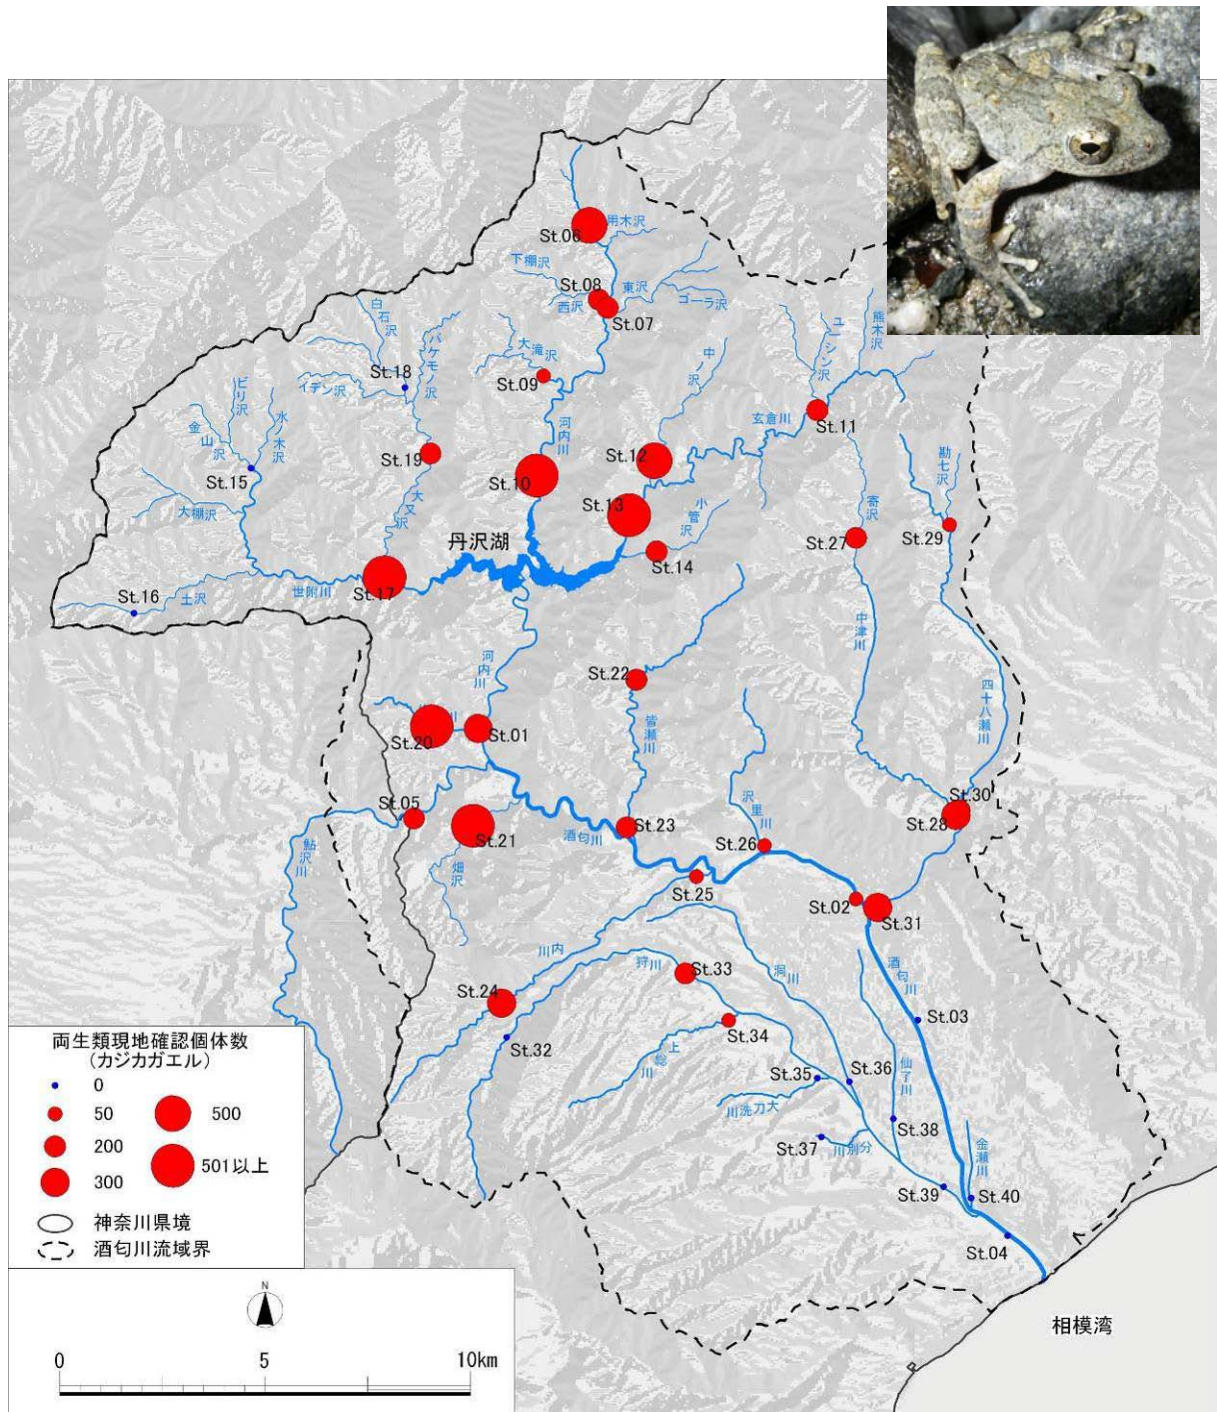 用木沢
St.06
下棚沢
St.08
西沢
東沢
ゴーラ沢
St.07
白石沢
バケモノ沢
大滝沢
中ノ沢
ユーシン沢
熊木沢
St.18
イデン沢
St.09
ビリ沢
水ノ木沢
金山沢
河内川
玄倉川
St.11
St.12
勘七沢
St.19
St.15
St.10
大棚沢
大又沢
St.13
小菅沢
寄沢
丹沢湖
St.27
St.29
St.14
世附川
St.17
St.16
土沢
中津川
河内川
St.22
四十八瀬川
皆瀬川
川
St.20
St.01
St.05
St.30
沢里川
St.28
鮎沢川
St.21
酒匂川
St.23
St.26
畑沢
St.25
St.02
St.31
川内
狩川
洞川
酒匂川
St.33
St.24
St.03
St.34
St.32
上総川
仙了川
St.35
St.36
川洗刀大
St.38
St.37
川別分
金瀬川
St.39
St.40
St.04
相模湾
両生類現地確認個体数
(カジカガエル)
0
50
200
300
500
501以上
神奈川県境
酒匂川流域界
N
0 5 10km